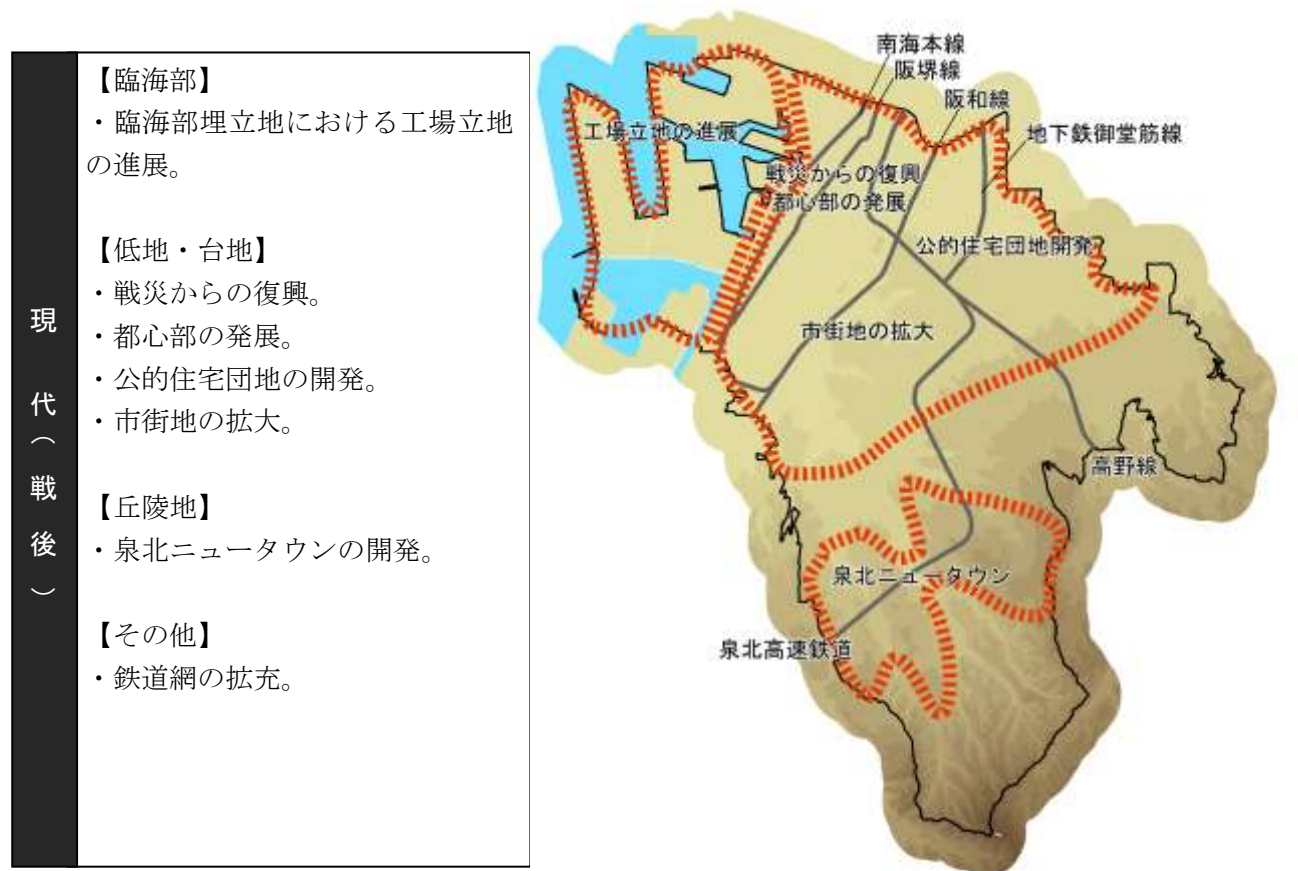 現代（戦後）
【臨海部】
・臨海部埋立地における工場立地
の進展。
【低地・台地】
・戦災からの復興。
・都心部の発展。
・公的住宅団地の開発。
・市街地の拡大。
【丘陵地】
・泉北ニュータウンの開発。
【その他】
・鉄道網の拡充。
南海本線
阪堺線
阪和線
地下鉄御堂筋線
工場立地の進展
戦災からの復興
都心部の発展
公的住宅団地開発
市街地の拡大
高野線
泉北ニュータウン
泉北高速鉄道